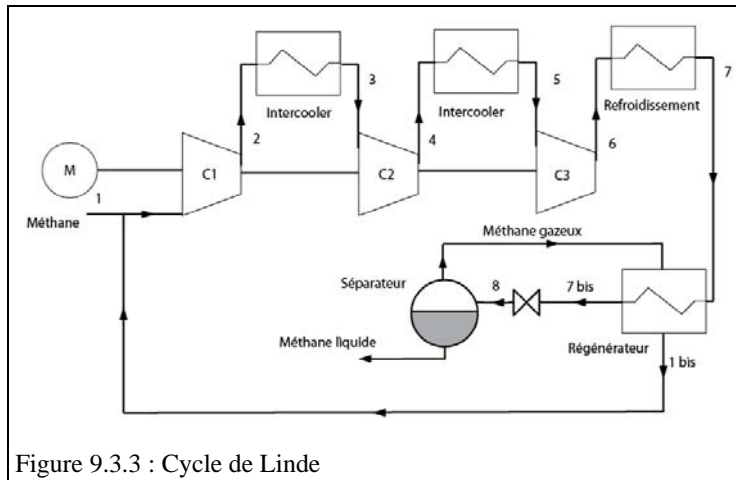 3
5
7
Intercooler
Intercooler
Refroidissement
2
4
6
M
C1
C2
C3
1
Méthane
Méthane gazeux
Séparateur
8
7 bis
Méthane liquide
Régénérateur
1 bis
Figure 9.3.3 : Cycle de Linde